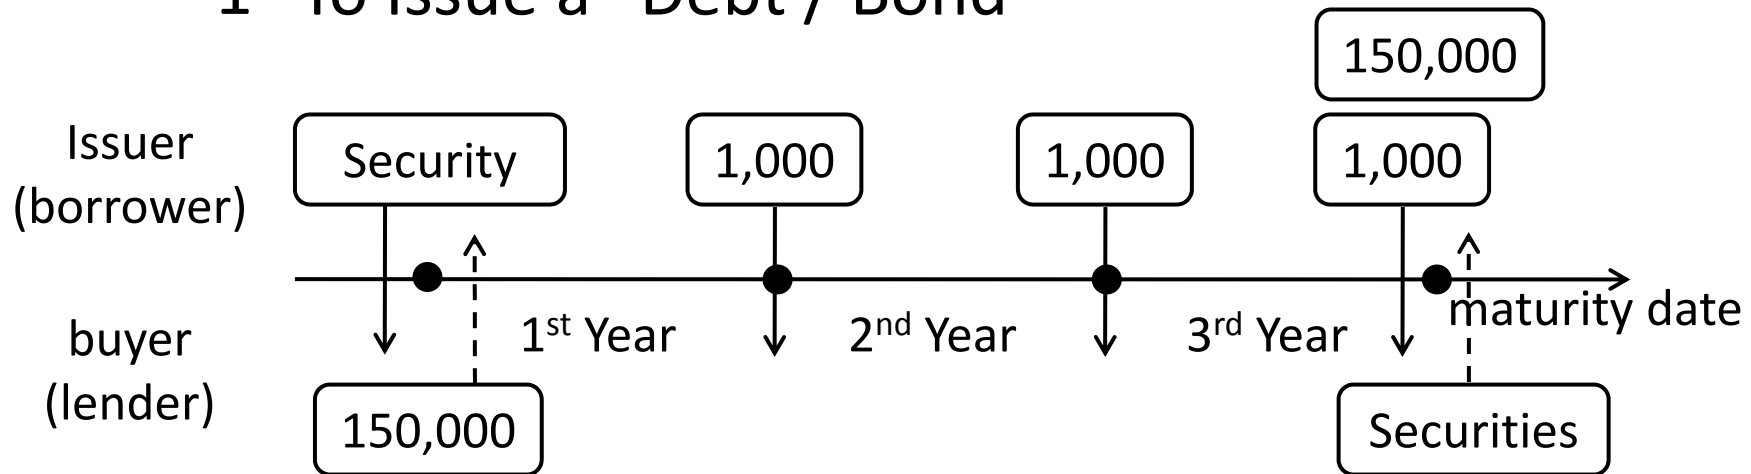 1 To issue a Debt / Bond
150,000
Issuer
(borrower)
Security
1,000
1,000
1,000
maturity date
buyer
(lender)
1st Year
2nd Year
3rd Year
150,000
Securities